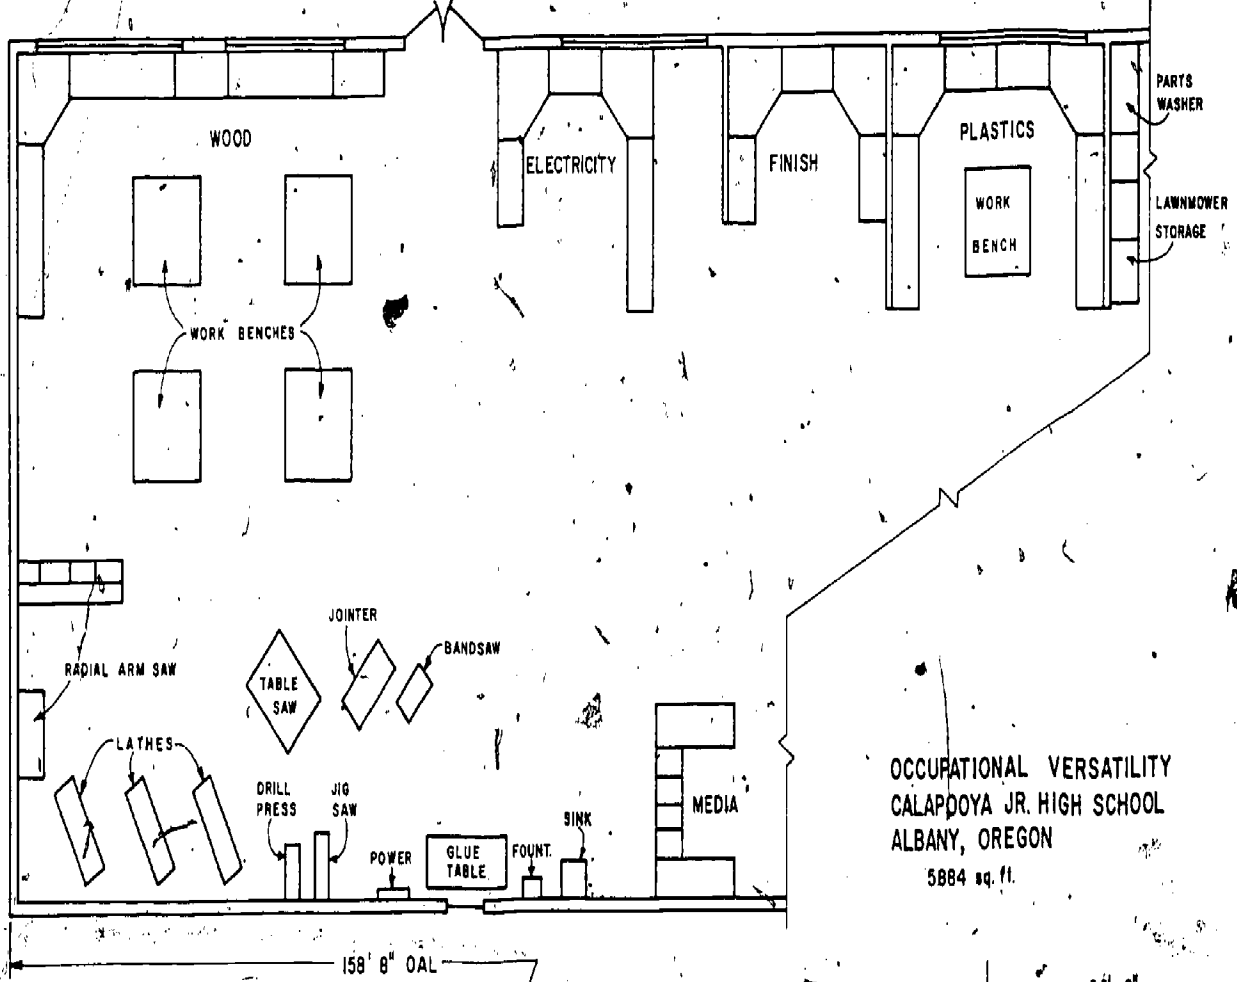 PARTS
WASHER
WOOD
ELECTRICITY
FINISH
PLASTICS
WORK
BENCH
LAWNMOWER
STORAGE
WORK BENCHES
RADIAL ARM SAW
JOINTER
BANDSAW
TABLE
SAW
LATHES
DRILL
PRESS
JIG
SAW
POWER
GLUE
TABLE
FOUNT.
SINK
MEDIA
OCCUPATIONAL VERSATILITY
CALAPOOYA JR. HIGH SCHOOL
ALBANY, OREGON
5884 sq. ft.
158' 8" OAL